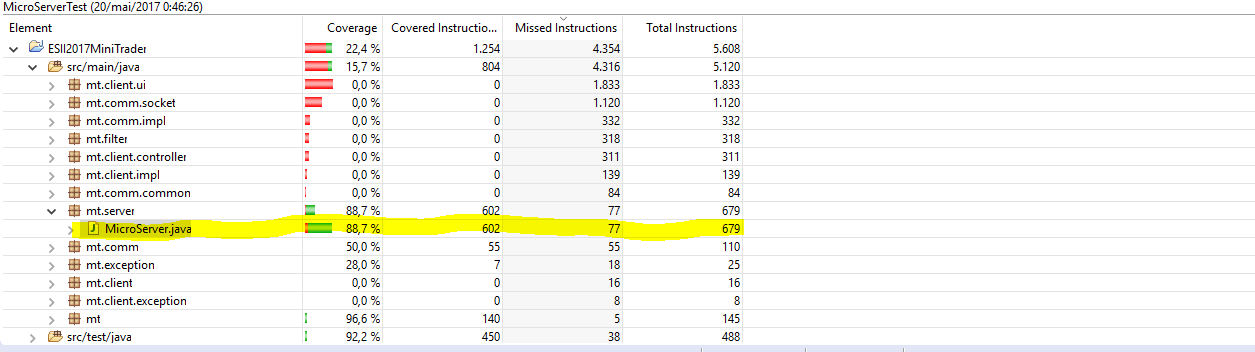 MicroServerTest (20/mai/2017 0:46:26)
Element Coverage Covered Instructio... Missed Instructions Total Instructions
ESII2017MiniTrader 22,4 % 1.254 4.354 5.608
src/main/java 15,7 % 804 4.316 5.120
mt.client.ui 0,0 % 0 1.833 1.833
mt.comm.socket 0,0 % 0 1.120 1.120
mt.comm.impl 0,0 % 0 332 332
mt.filter 0,0 % 0 318 318
mt.client.controller 0,0 % 0 311 311
mt.client.impl 0,0 % 0 139 139
mt.comm.common 0,0 % 0 84 84
mt.server 88,7 % 602 77 679
J MicroServer.java 88,7 % 602 77 679
mt.comm 50,0 % 55 55 110
mt.exception 28,0 % 7 18 25
mt.client 0,0 % 0 16 16
mt.client.exception 0,0 % 0 8 8
mt 96,6 % 140 5 145
src/test/java 92,2 % 450 38 488